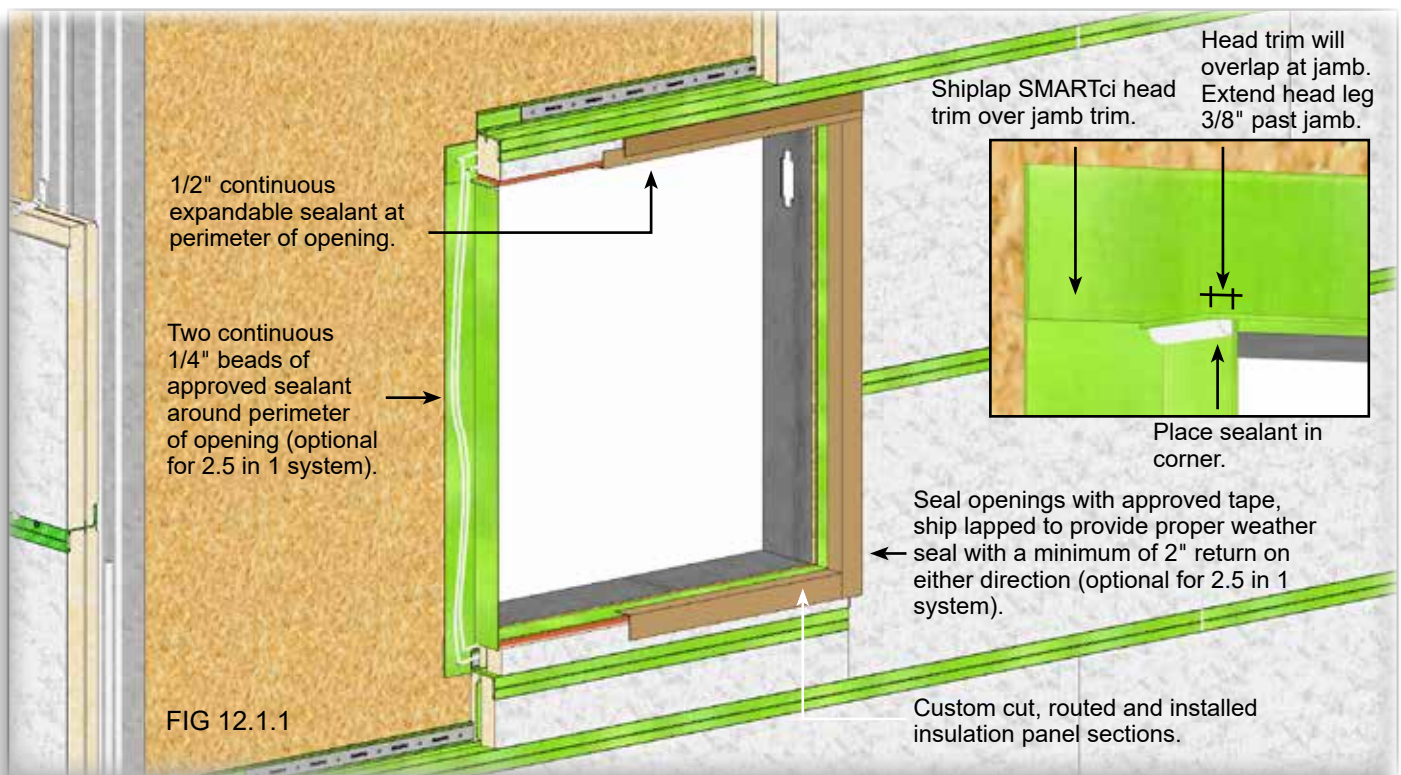 Head trim will
overlap at jamb.
Extend head leg
3/8" past jamb.
Shiplap SMARTci head
trim over jamb trim.
1/2" continuous
expandable sealant at
perimeter of opening.
Two continuous
1/4" beads of
approved sealant
around perimeter
of opening (optional
for 2.5 in 1 system).
Place sealant in
corner.
Seal openings with approved tape,
ship lapped to provide proper weather
seal with a minimum of 2" return on
either direction (optional for 2.5 in 1
system).
Custom cut, routed and installed
insulation panel sections.
FIG 12.1.1